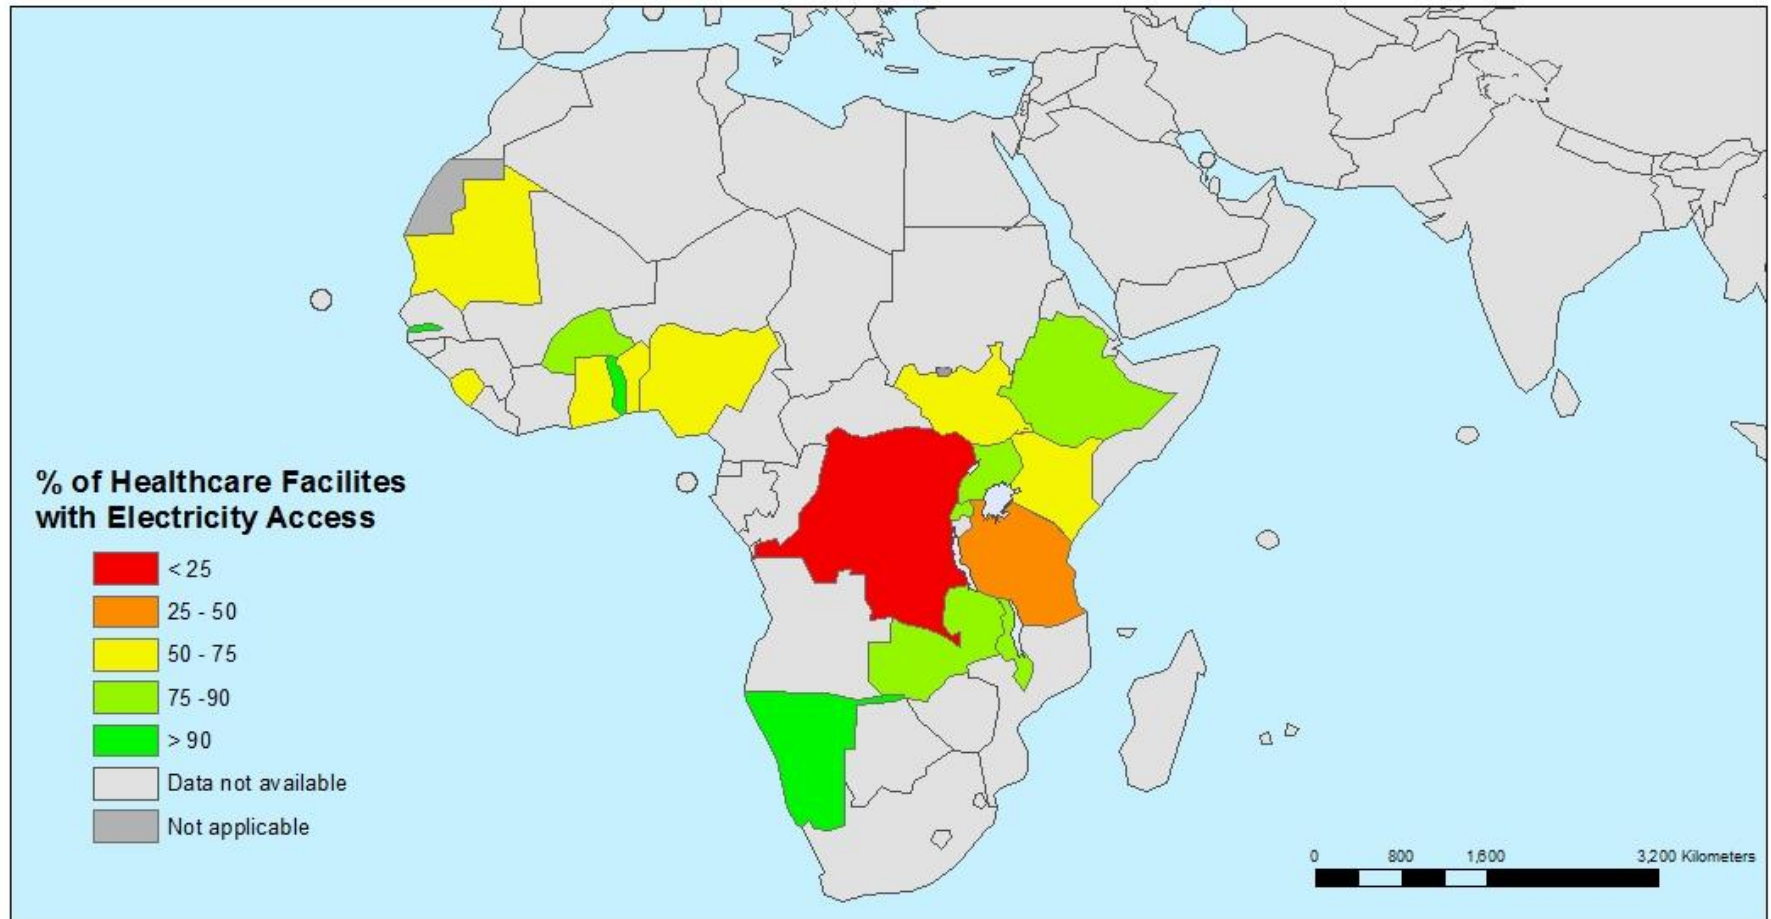 % of Healthcare Facilites
with Electricity Access
< 25
25 - 50
50 - 75
75 -90
> 90
Data not available
Not applicable
0 800 1,600 3,200 Kilometers